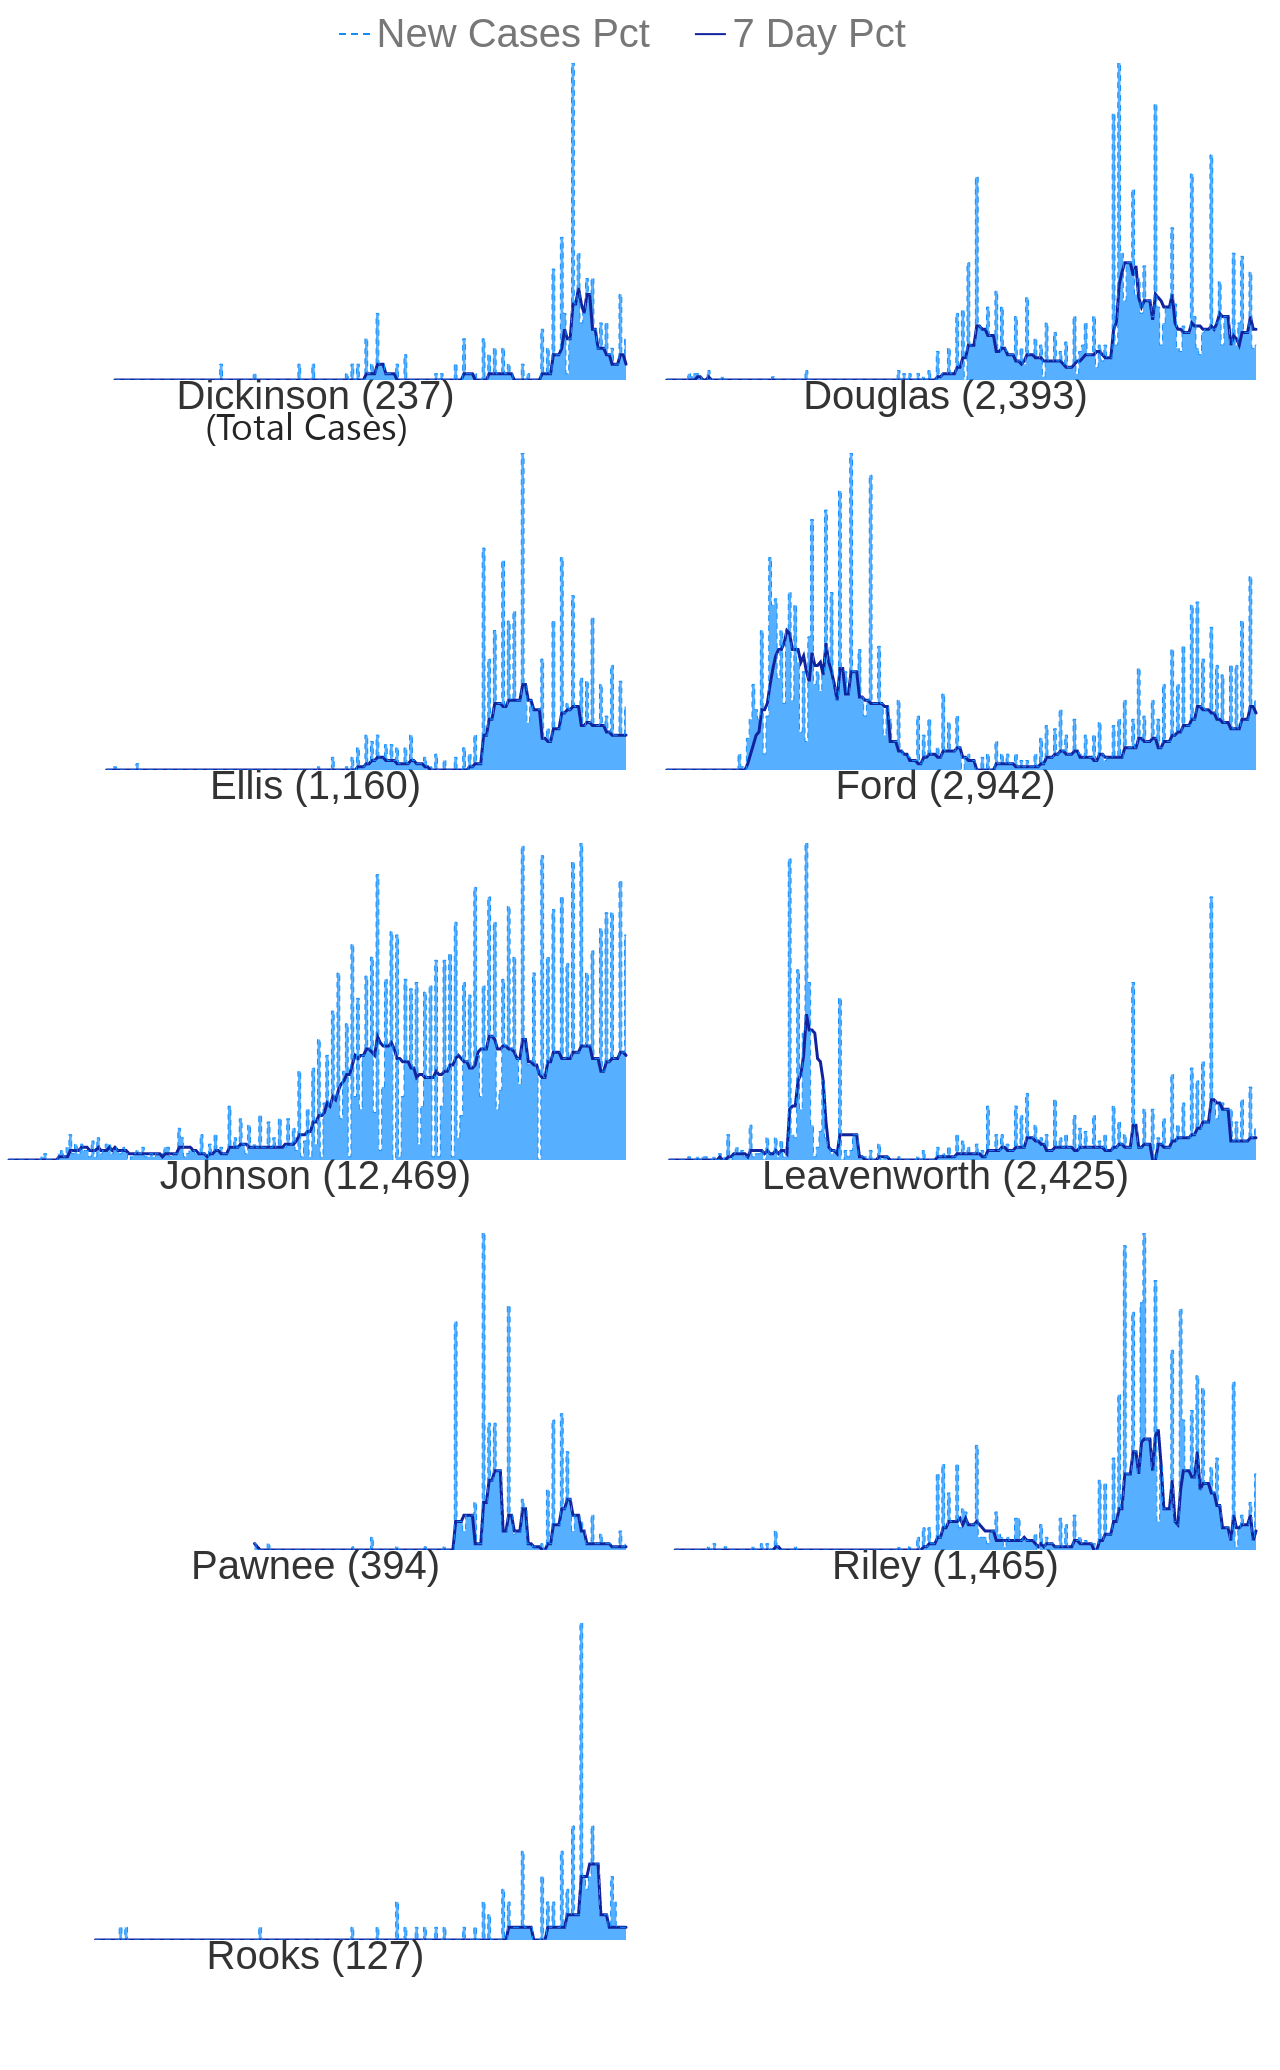 New Cases Pct 7 Day Pct
Dickinson (237) Douglas (2,393)
(Total Cases)
Ellis (1,160) Ford (2,942)
Johnson (12,469) Leavenworth (2,425)
Pawnee (394) Riley (1,465)
Rooks (127)